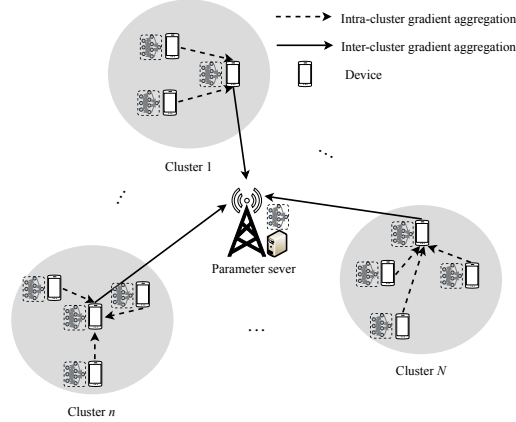 Intra-cluster gradient aggregation
Inter-cluster gradient aggregation
Device
Cluster 1
...
...
Parameter sever
...
Cluster N
Cluster n